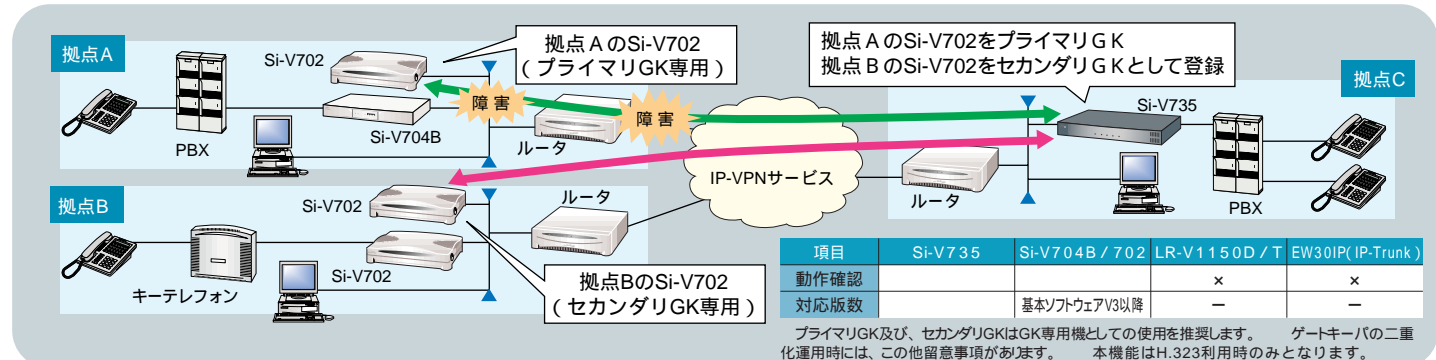 拠点A
Si-V702
拠点AのSi-V702
(プライマリGK専用)
拠点AのSi-V702をプライマリGK
拠点BのSi-V702をセカンダリGKとして登録
拠点C
障害
障害
Si-V735
PBX
Si-V704B
ルータ
IP-VPNサービス
ルータ
PBX
拠点B
Si-V702
ルータ
Si-V702
キーテレフォン
拠点BのSi-V702
(セカンダリGK専用)
項目 Si-V735 Si-V704B/702 LR-V1150D/T EW30IP(IP-Trunk)
動作確認 × ×
対応版数 基本ソフトウェアV3以降 − −
プライマリGK及び、セカンダリGKはGK専用機としての使用を推奨します。 ゲートキーパの二重
化運用時には、この他留意事項があります。 本機能はH.323利用時のみとなります。